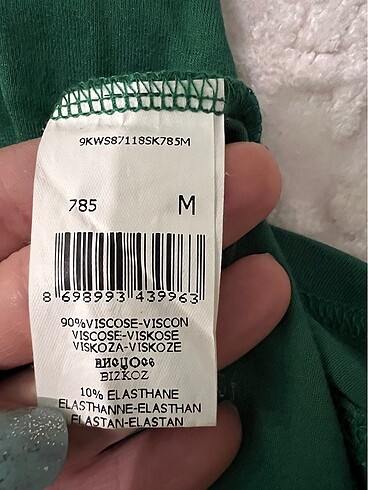 9KWS87118SK785M
785 M
8 698993 439963
90%VISCOSE-VISCON
VISCOSE-VISKOSE
VISKOZA-VISKOZE
BIZKOZ
10% ELASTHANE
ELASTHANNE-ELASTHAN
ELASTAN-ELASTAN